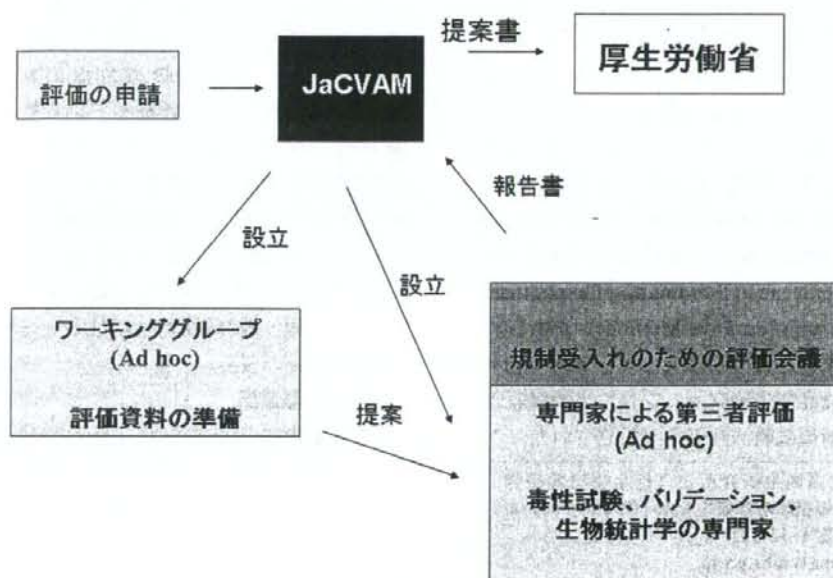 提案書
厚生労働省
JaCVAM
評価の申請
報告書
設立
設立
ワーキンググループ
(Ad hoc)
評価資料の準備
提案
規制受入れのための評価会議
専門家による第三者評価
(Ad hoc)
毒性試験、バリデーション、
生物統計学の専門家